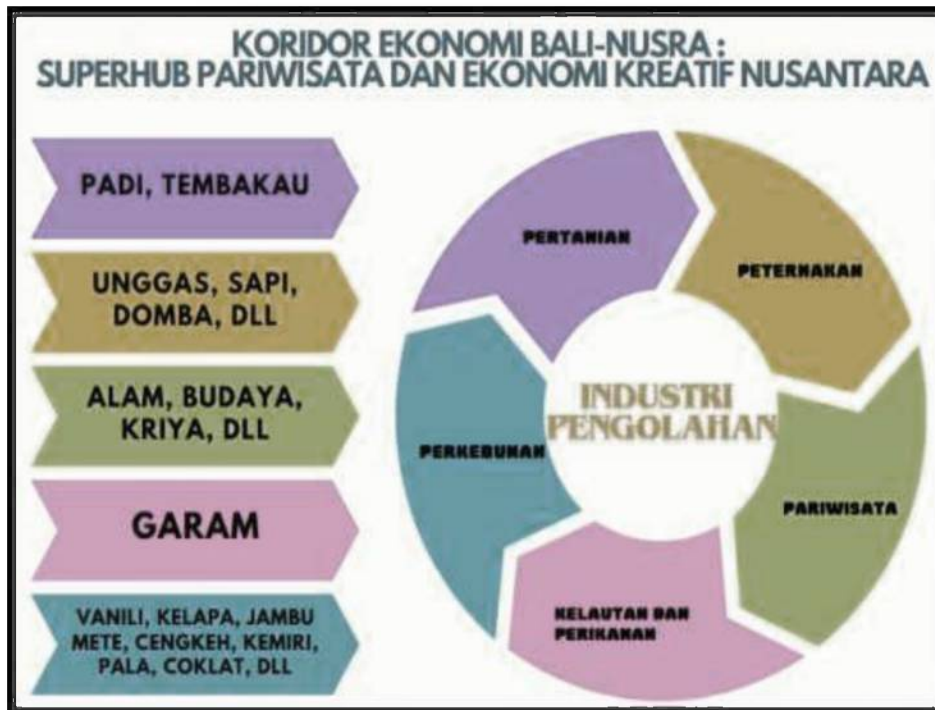 KORIDOR EKONOMI BALI-NUSRA :
SUPERHUB PARIWISATA DAN EKONOMI KREATIF NUSANTARA
PADI, TEMBAKAU
UNGGAS, SAPI,
DOMBA, DLL
ALAM, BUDAYA,
KRIYA, DLL
GARAM
VANILI, KELAPA, JAMBU
METE, CENGKEH, KEMIRI,
PALA, COKLAT, DLL
PERTANIAN
PETERNAKAN
PARIWISATA
KELAUTAN DAN
PERIKANAN
PERKEBUNAN
INDUSTRI
PENGOLAHAN